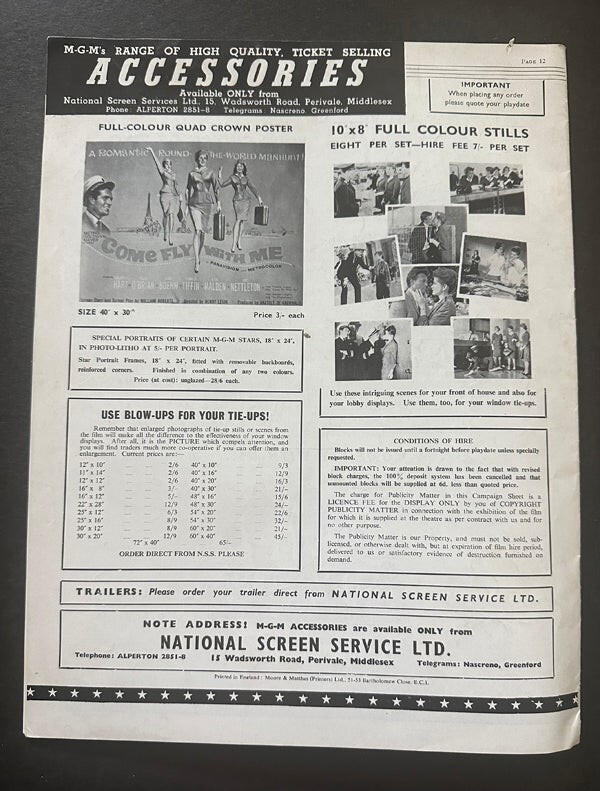 M-G-M's RANGE OF HIGH QUALITY, TICKET SELLING
ACCESSORIES
Available ONLY from
National Screen Services Ltd., 15, Wadsworth Road, Perivale, Middlesex
Phone: ALPERTON 2851-8 Telegrams: Nascreno, Greenford
PAGE 12
IMPORTANT
When placing any order
please quote your playdate
FULL-COLOUR QUAD CROWN POSTER
A ROMANTIC ROUND-THE-WORLD MANHUNT!
COME FLY WITH ME
PANAVISION METROCOLOR
HART O'BRIAN BOEHM TIFFIN MALDEN NETTLETON
SIZE 40" x 30" Price 3/- each
10"x8" FULL COLOUR STILLS
EIGHT PER SET—HIRE FEE 7/- PER SET
Use these intriguing scenes for your front of house and also for
your lobby displays. Use them, too, for your window tie-ups.
SPECIAL PORTRAITS OF CERTAIN M-G-M STARS, 18" x 24",
IN PHOTO-LITHO AT 5/- PER PORTRAIT.
Star Portrait Frames, 18" x 24", fitted with removable backboards,
reinforced corners. Finished in combination of any two colours.
Price (at cost): unglazed—28/6 each.
USE BLOW-UPS FOR YOUR TIE-UPS!
Remember that enlarged photographs of tie-up stills or scenes from
the film will make all the difference to the effectiveness of your window
displays. After all, it is the PICTURE which compels attention, and
you will find traders much more co-operative if you can offer them an
enlargement. Current prices are:—
12" x 10" 2/6 40" x 10" 9/3
11" x 14" 2/6 40" x 16" 12/9
12" x 12" 2/6 40" x 20" 16/3
16" x 8" 3/- 40" x 30" 21/-
16" x 12" 5/- 48" x 16" 15/6
22" x 28" 12/9 48" x 30" 24/-
25" x 12" 6/3 54" x 20" 22/6
25" x 16" 8/9 54" x 30" 32/-
30" x 12" 8/9 60" x 20" 21/-
30" x 20" 12/9 60" x 40" 45/-
72" x 40" 65/-
ORDER DIRECT FROM N.S.S. PLEASE
CONDITIONS OF HIRE
Blocks will not be issued until a fortnight before playdate unless specially
requested.
IMPORTANT: Your attention is drawn to the fact that with revised
block charges, the 100% deposit system has been cancelled and that
unmounted blocks will be supplied at 6d. less than quoted price.
The charge for Publicity Matter in this Campaign Sheet is a
LICENCE FEE for the DISPLAY ONLY by you of COPYRIGHT
PUBLICITY MATTER in connection with the exhibition of the film
for which it is supplied at the theatre as per contract with us and for
no other purpose.
The Publicity Matter is our Property, and must not be sold, sub-
licensed, or otherwise dealt with, but at expiration of film hire period,
delivered to us or satisfactory evidence of destruction furnished on
demand.
TRAILERS: Please order your trailer direct from NATIONAL SCREEN SERVICE LTD.
NOTE ADDRESS! M-G-M ACCESSORIES are available ONLY from
NATIONAL SCREEN SERVICE LTD.
Telephone: ALPERTON 2851-8 15 Wadsworth Road, Perivale, Middlesex Telegrams: Nascreno, Greenford
Printed in England: Moore & Matthes (Printers) Ltd., 51-53 Bartholomew Close, E.C.1.